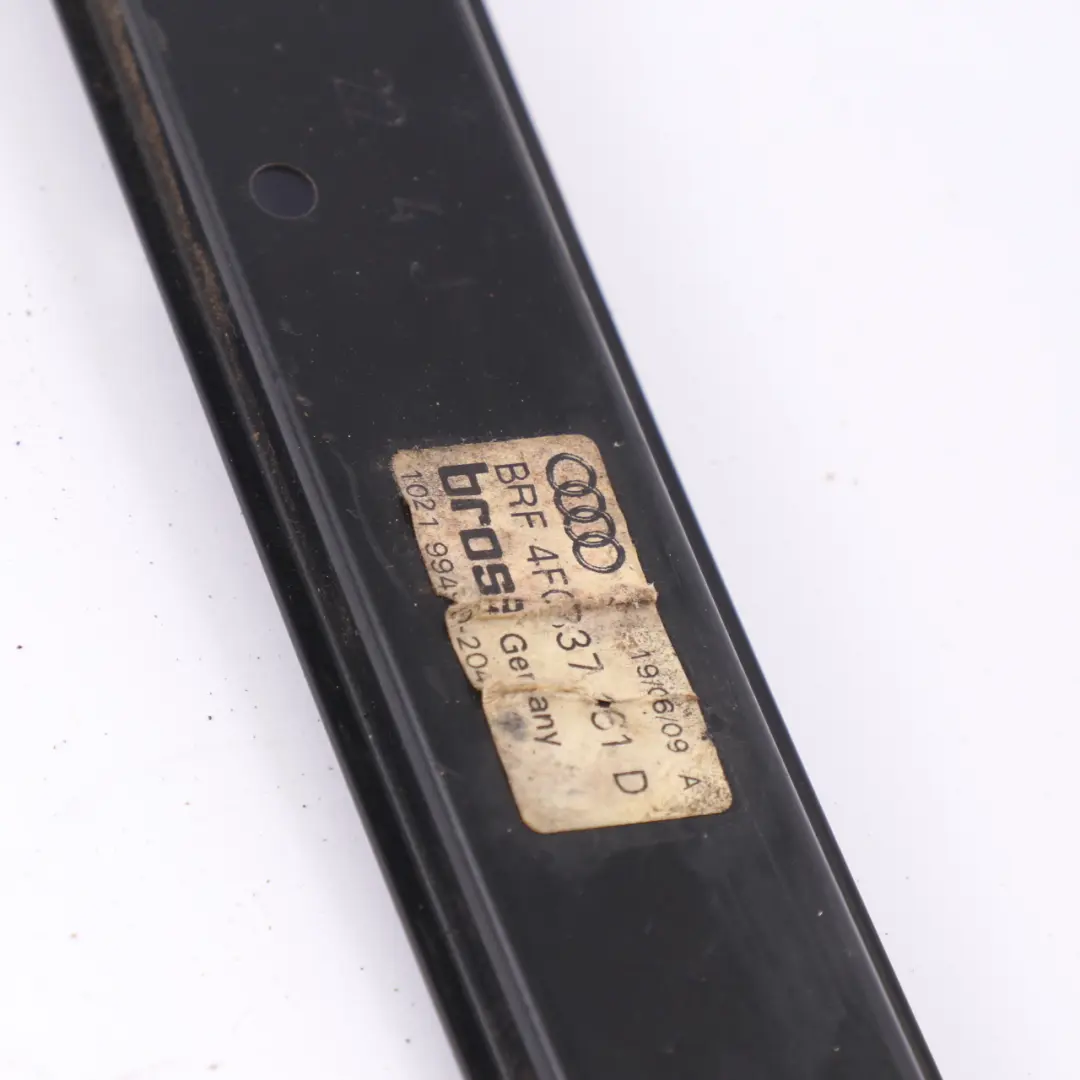 19/06/09 A
BRF 4F0 837 461 D
brose Germany
1021 994